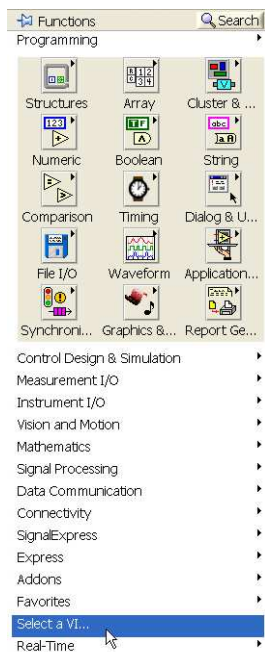 Functions Search
Programming
Structures Array Cluster & ...
Numeric Boolean String
Comparison Timing Dialog & U...
File I/O Waveform Application...
Synchroni... Graphics &... Report Ge...
Control Design & Simulation
Measurement I/O
Instrument I/O
Vision and Motion
Mathematics
Signal Processing
Data Communication
Connectivity
SignalExpress
Express
Addons
Favorites
Select a VI...
Real-Time